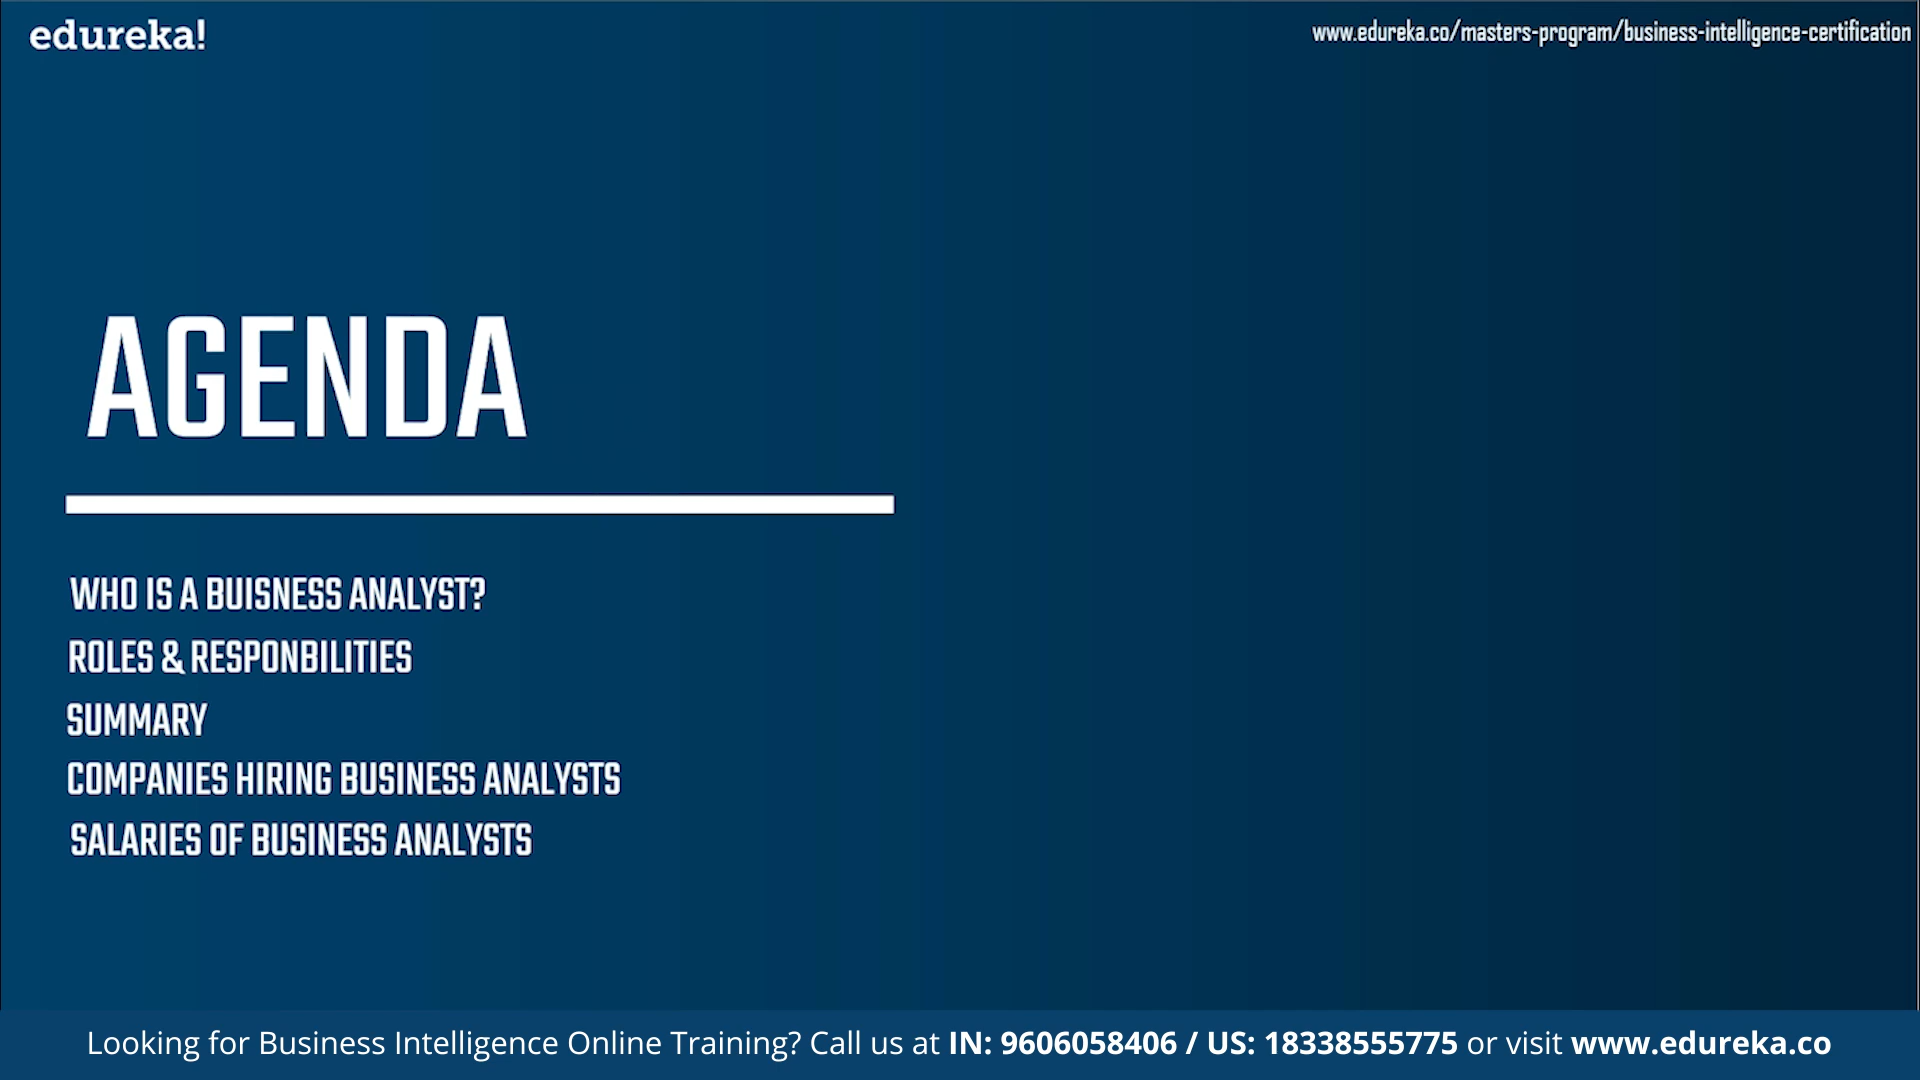 edureka!
www.edureka.co/masters-program/business-intelligence-certification
AGENDA
WHO IS A BUISNESS ANALYST?
ROLES & RESPONBILITIES
SUMMARY
COMPANIES HIRING BUSINESS ANALYSTS
SALARIES OF BUSINESS ANALYSTS
Looking for Business Intelligence Online Training? Call us at IN: 9606058406 / US: 18338555775 or visit www.edureka.co